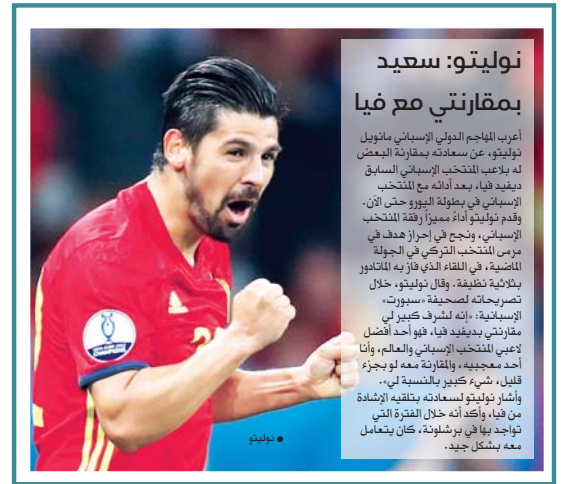 نوليتو: سعيد
بمقارنتي مع فيا
أعرب المهاجم الدولي الإسباني مانويل
نوليتو، عن سعادته بمقارنة البعض
له بلاعب المنتخب الإسباني السابق
ديفيد فيا، بعد أدائه مع المنتخب
الإسباني في بطولة اليورو حتى الآن.
وقدم نوليتو أداءً مميزاً رفقة المنتخب
الإسباني، ونجح في إحراز هدف في
مرمى المنتخب التركي في الجولة
الماضية، في اللقاء الذي فاز به الماتادور
بثلاثية نظيفة. وقال نوليتو، خلال
تصريحاته لصحيفة «سبورت»
الإسبانية: «إنه لشرف كبير لي
مقارنتي بديفيد فيا، فهو أحد أفضل
لاعبي المنتخب الإسباني والعالم، وأنا
أحد معجبيه، والمقارنة معه لو بجزء
قليل، شيء كبير بالنسبة لي».
وأشار نوليتو لسعادته بتلقيه الإشادة
من فيا، وأكد أنه خلال الفترة التي
تواجد بها في برشلونة، كان يتعامل
معه بشكل جيد.
● نوليتو